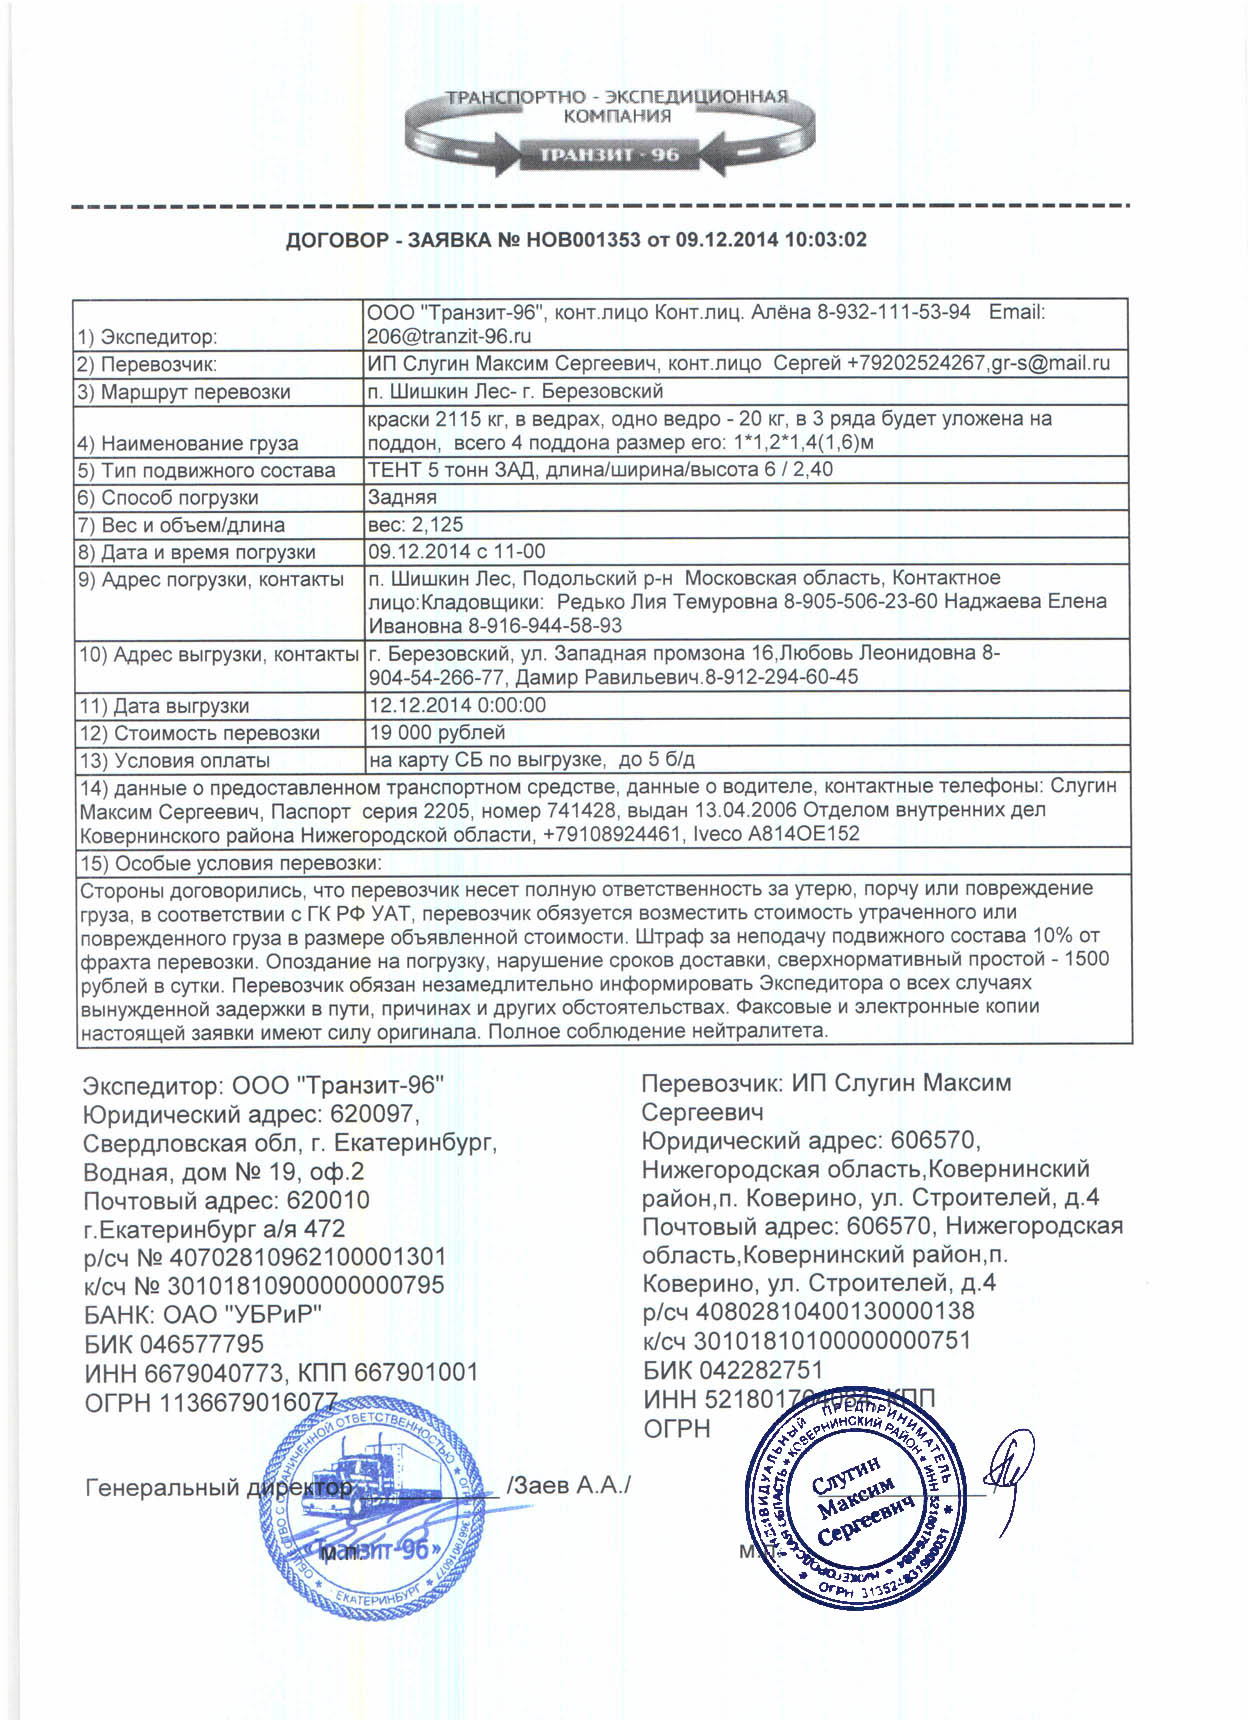 ТРАНСПОРТНО - ЭКСПЕДИЦИОННАЯ
КОМПАНИЯ
ТРАНЗИТ - 96
ДОГОВОР - ЗАЯВКА № НОВ001353 от 09.12.2014 10:03:02
1) Экспедитор:
ООО "Транзит-96", конт.лицо Конт.лиц. Алёна 8-932-111-53-94 Email:
206@tranzit-96.ru
2) Перевозчик:
ИП Слугин Максим Сергеевич, конт.лицо Сергей +79202524267,gr-s@mail.ru
3) Маршрут перевозки
п. Шишкин Лес- г. Березовский
4) Наименование груза
краски 2115 кг, в ведрах, одно ведро - 20 кг, в 3 ряда будет уложена на
поддон, всего 4 поддона размер его: 1*1,2*1,4(1,6)м
5) Тип подвижного состава
ТЕНТ 5 тонн ЗАД, длина/ширина/высота 6 / 2,40
6) Способ погрузки
Задняя
7) Вес и объем/длина
вес: 2,125
8) Дата и время погрузки
09.12.2014 с 11-00
9) Адрес погрузки, контакты
п. Шишкин Лес, Подольский р-н Московская область, Контактное
лицо:Кладовщики: Редько Лия Темуровна 8-905-506-23-60 Наджаева Елена
Ивановна 8-916-944-58-93
10) Адрес выгрузки, контакты
г. Березовский, ул. Западная промзона 16,Любовь Леонидовна 8-
904-54-266-77, Дамир Равильевич.8-912-294-60-45
11) Дата выгрузки
12.12.2014 0:00:00
12) Стоимость перевозки
19 000 рублей
13) Условия оплаты
на карту СБ по выгрузке, до 5 б/д
14) данные о предоставленном транспортном средстве, данные о водителе, контактные телефоны: Слугин
Максим Сергеевич, Паспорт серия 2205, номер 741428, выдан 13.04.2006 Отделом внутренних дел
Ковернинского района Нижегородской области, +79108924461, Iveco А814ОЕ152
15) Особые условия перевозки:
Стороны договорились, что перевозчик несет полную ответственность за утерю, порчу или повреждение
груза, в соответствии с ГК РФ УАТ, перевозчик обязуется возместить стоимость утраченного или
поврежденного груза в размере объявленной стоимости. Штраф за неподачу подвижного состава 10% от
фрахта перевозки. Опоздание на погрузку, нарушение сроков доставки, сверхнормативный простой - 1500
рублей в сутки. Перевозчик обязан незамедлительно информировать Экспедитора о всех случаях
вынужденной задержки в пути, причинах и других обстоятельствах. Факсовые и электронные копии
настоящей заявки имеют силу оригинала. Полное соблюдение нейтралитета.
Экспедитор: ООО "Транзит-96"
Юридический адрес: 620097,
Свердловская обл, г. Екатеринбург,
Водная, дом № 19, оф.2
Почтовый адрес: 620010
г.Екатеринбург а/я 472
р/сч № 40702810962100001301
к/сч № 30101810900000000795
БАНК: ОАО "УБРиР"
БИК 046577795
ИНН 6679040773, КПП 667901001
ОГРН 1136679016077
Генеральный директор /Заев А.А./
м.п.
ОБЩЕСТВО С ОГРАНИЧЕННОЙ ОТВЕТСТВЕННОСТЬЮ * ОГРН 1136679016077
«Транзит-96»
* ЕКАТЕРИНБУРГ *
Перевозчик: ИП Слугин Максим
Сергеевич
Юридический адрес: 606570,
Нижегородская область,Ковернинский
район,п. Коверино, ул. Строителей, д.4
Почтовый адрес: 606570, Нижегородская
область,Ковернинский район,п.
Коверино, ул. Строителей, д.4
р/сч 40802810400130000138
к/сч 30101810100000000751
БИК 042282751
ИНН 521801764084, КПП
ОГРН
м.п.
ИНДИВИДУАЛЬНЫЙ ПРЕДПРИНИМАТЕЛЬ
НИЖЕГОРОДСКАЯ ОБЛАСТЬ * КОВЕРНИНСКИЙ РАЙОН * ИНН 521801764084
Слугин
Максим
Сергеевич